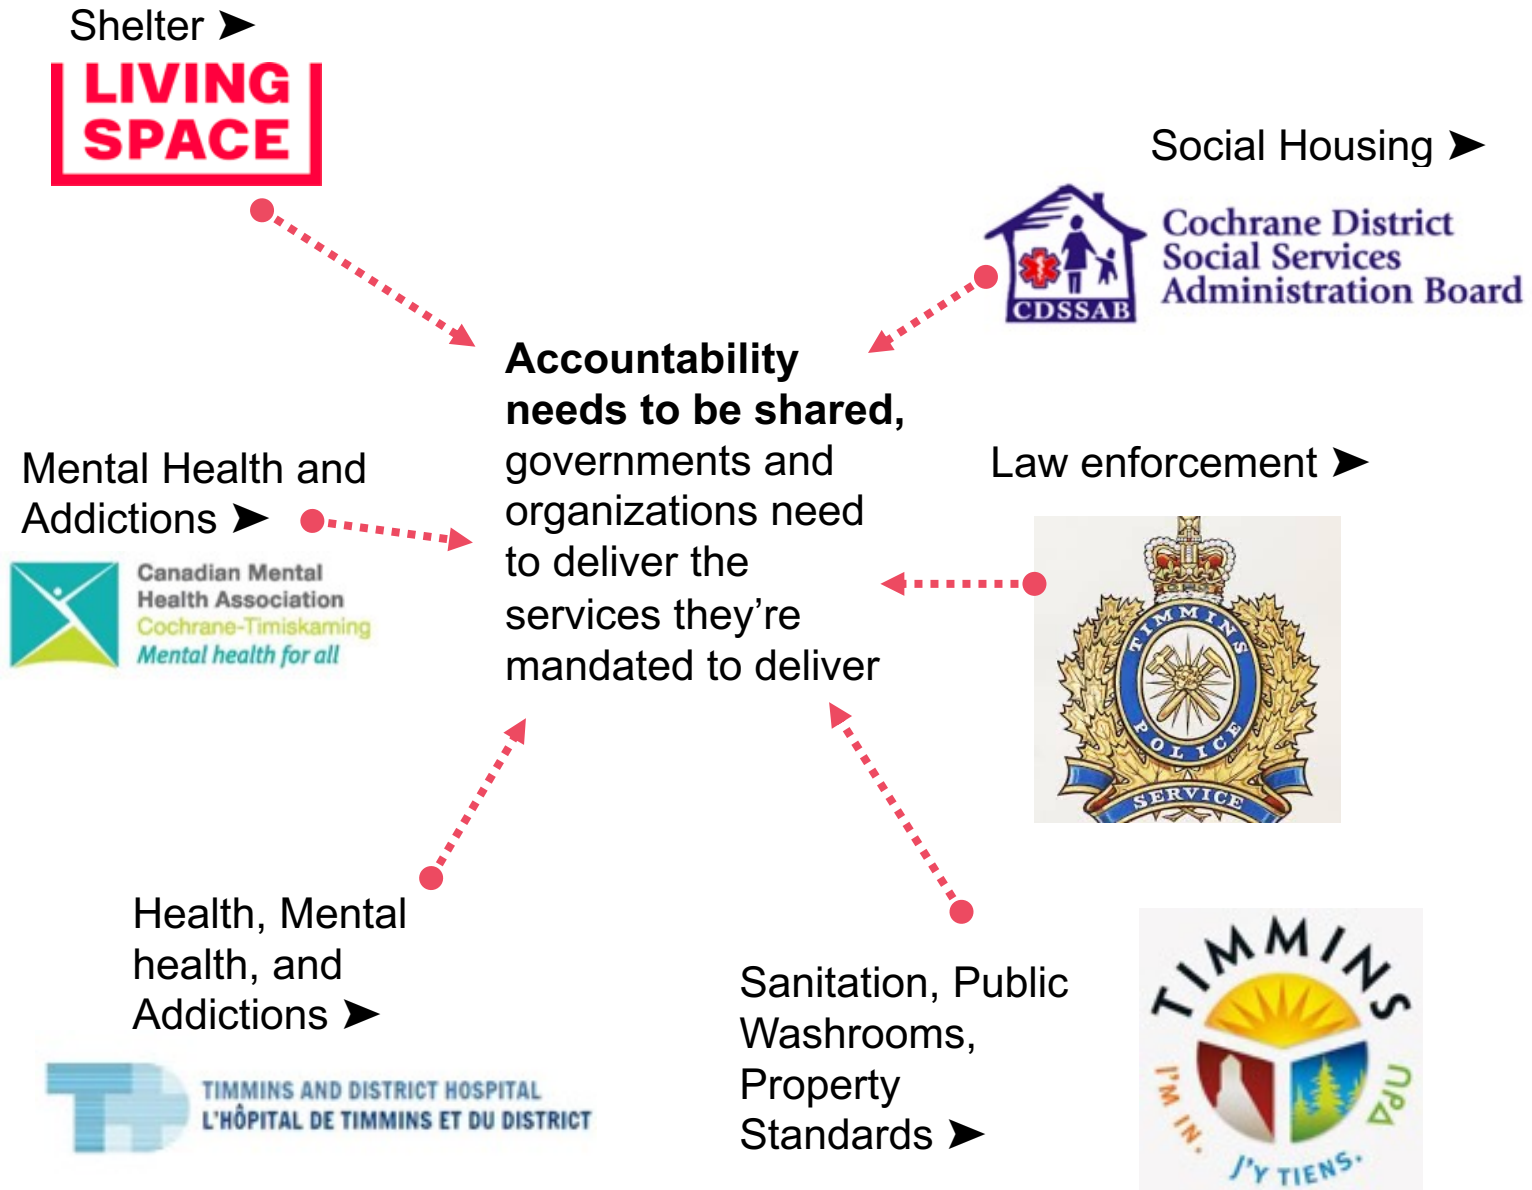 Shelter ➤
LIVING
SPACE
Social Housing ➤
Cochrane District
Social Services
Administration Board
CDSSAB
Accountability
needs to be shared,
governments and
organizations need
to deliver the
services they’re
mandated to deliver
Mental Health and
Addictions ➤
Canadian Mental
Health Association
Cochrane-Timiskaming
Mental health for all
Law enforcement ➤
TIMMINS
POLICE
SERVICE
Health, Mental
health, and
Addictions ➤
TIMMINS AND DISTRICT HOSPITAL
L'HÔPITAL DE TIMMINS ET DU DISTRICT
Sanitation, Public
Washrooms,
Property
Standards ➤
TIMMINS
I'M IN.
J'Y TIENS.
ᑎᑭᐃ